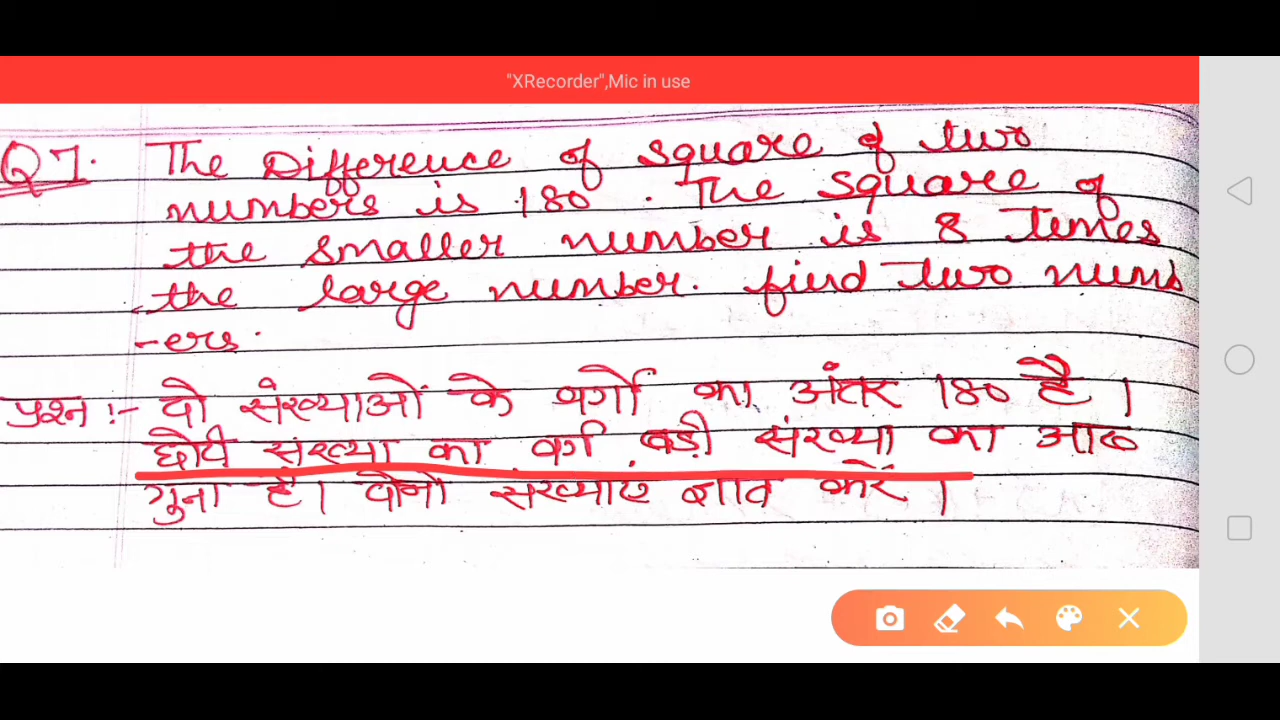 "XRecorder",Mic in use
Q7. The Difference of square of two
numbers is 180. The square of
the smaller number is 8 Times
the large number. find two numb
-ers.
प्रश्न :- दो संख्याओं के वर्गो का अंतर 180 है।
छोटी संख्या का वर्ग बड़ी संख्या का आठ
गुना है। दोनो संख्याएं ज्ञात करें।